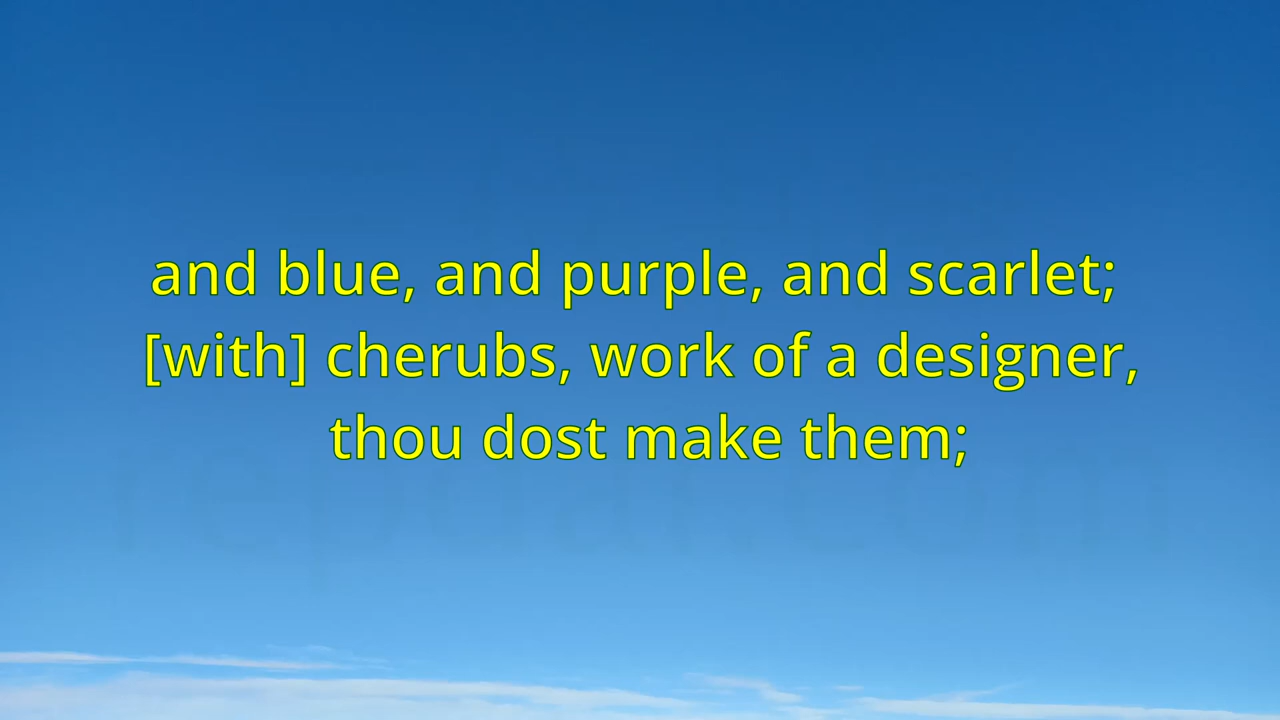 and blue, and purple, and scarlet;
[with] cherubs, work of a designer,
thou dost make them;